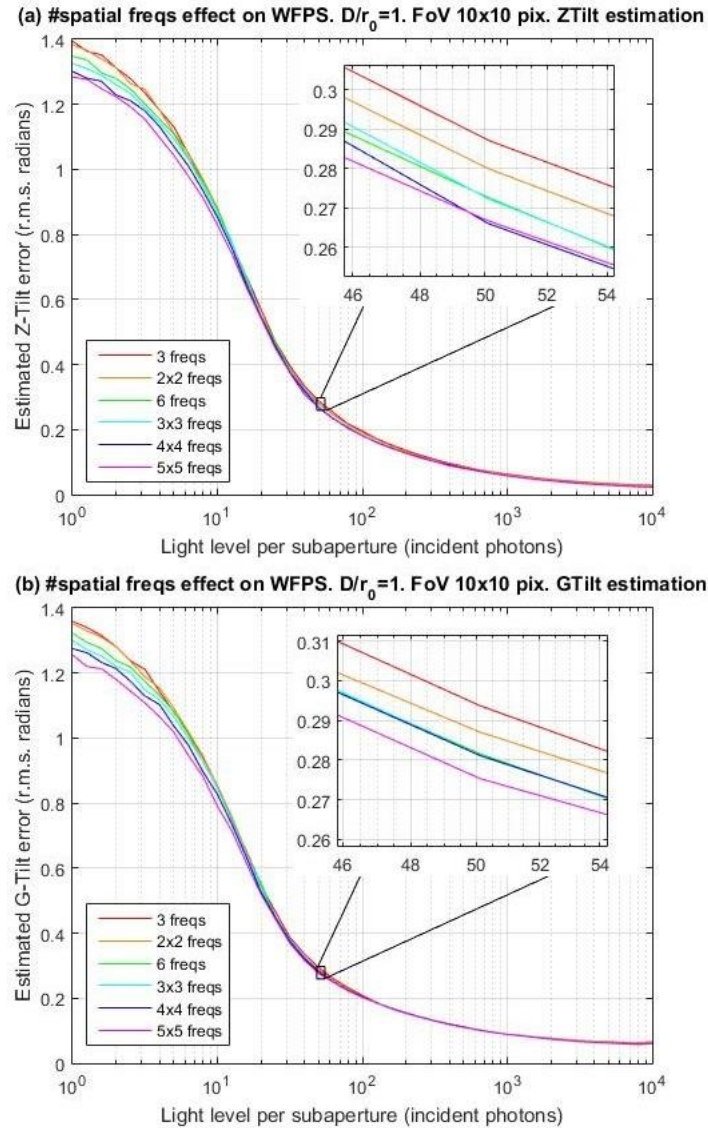 (a) #spatial freqs effect on WFPS. D/r0=1. FoV 10x10 pix. ZTilt estimation
Estimated Z-Tilt error (r.m.s. radians)
1.4
1.2
1
0.8
0.6
0.4
0.2
0
0.3
0.29
0.28
0.27
0.26
46 48 50 52 54
3 freqs
2x2 freqs
6 freqs
3x3 freqs
4x4 freqs
5x5 freqs
10^0 10^1 10^2 10^3 10^4
Light level per subaperture (incident photons)
(b) #spatial freqs effect on WFPS. D/r0=1. FoV 10x10 pix. GTilt estimation
Estimated G-Tilt error (r.m.s. radians)
1.4
1.2
1
0.8
0.6
0.4
0.2
0
0.31
0.3
0.29
0.28
0.27
0.26
46 48 50 52 54
3 freqs
2x2 freqs
6 freqs
3x3 freqs
4x4 freqs
5x5 freqs
10^0 10^1 10^2 10^3 10^4
Light level per subaperture (incident photons)